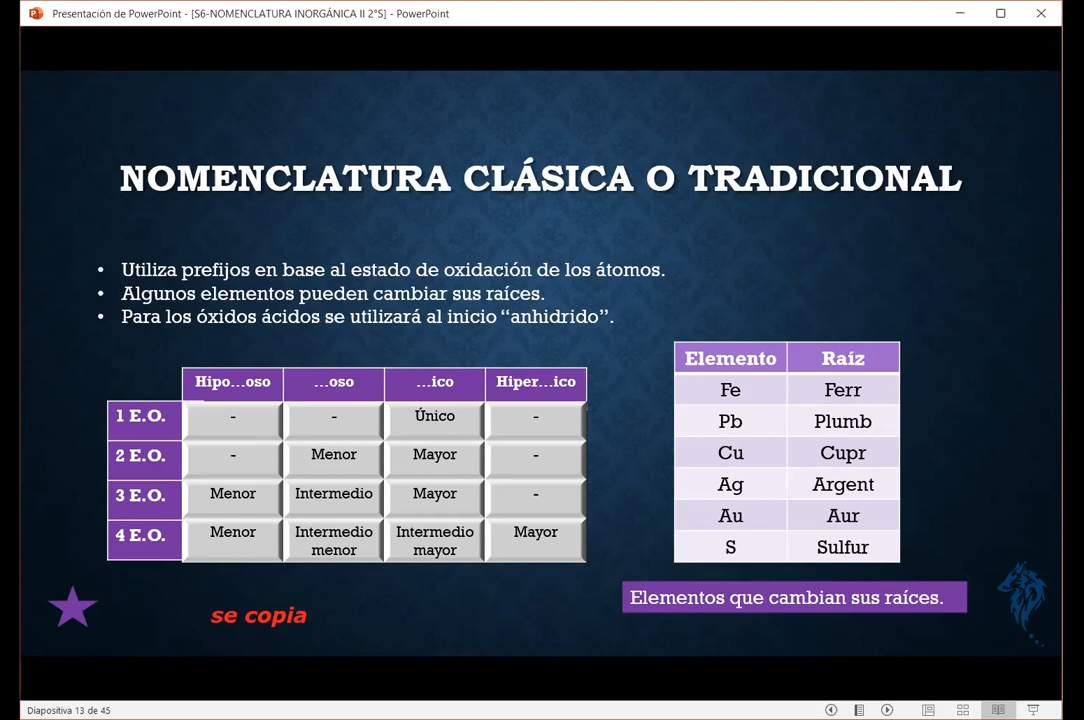 Presentación de PowerPoint - [S6-NOMENCLATURA INORGÁNICA II 2°S] - PowerPoint
NOMENCLATURA CLÁSICA O TRADICIONAL
• Utiliza prefijos en base al estado de oxidación de los átomos.
• Algunos elementos pueden cambiar sus raíces.
• Para los óxidos ácidos se utilizará al inicio “anhidrido”.
Hipo...oso ...oso ...ico Hiper...ico
1 E.O. - - Único -
2 E.O. - Menor Mayor -
3 E.O. Menor Intermedio Mayor -
4 E.O. Menor Intermedio menor Intermedio mayor Mayor
Elemento Raíz
Fe Ferr
Pb Plumb
Cu Cupr
Ag Argent
Au Aur
S Sulfur
Elementos que cambian sus raíces.
se copia
Diapositiva 13 de 45